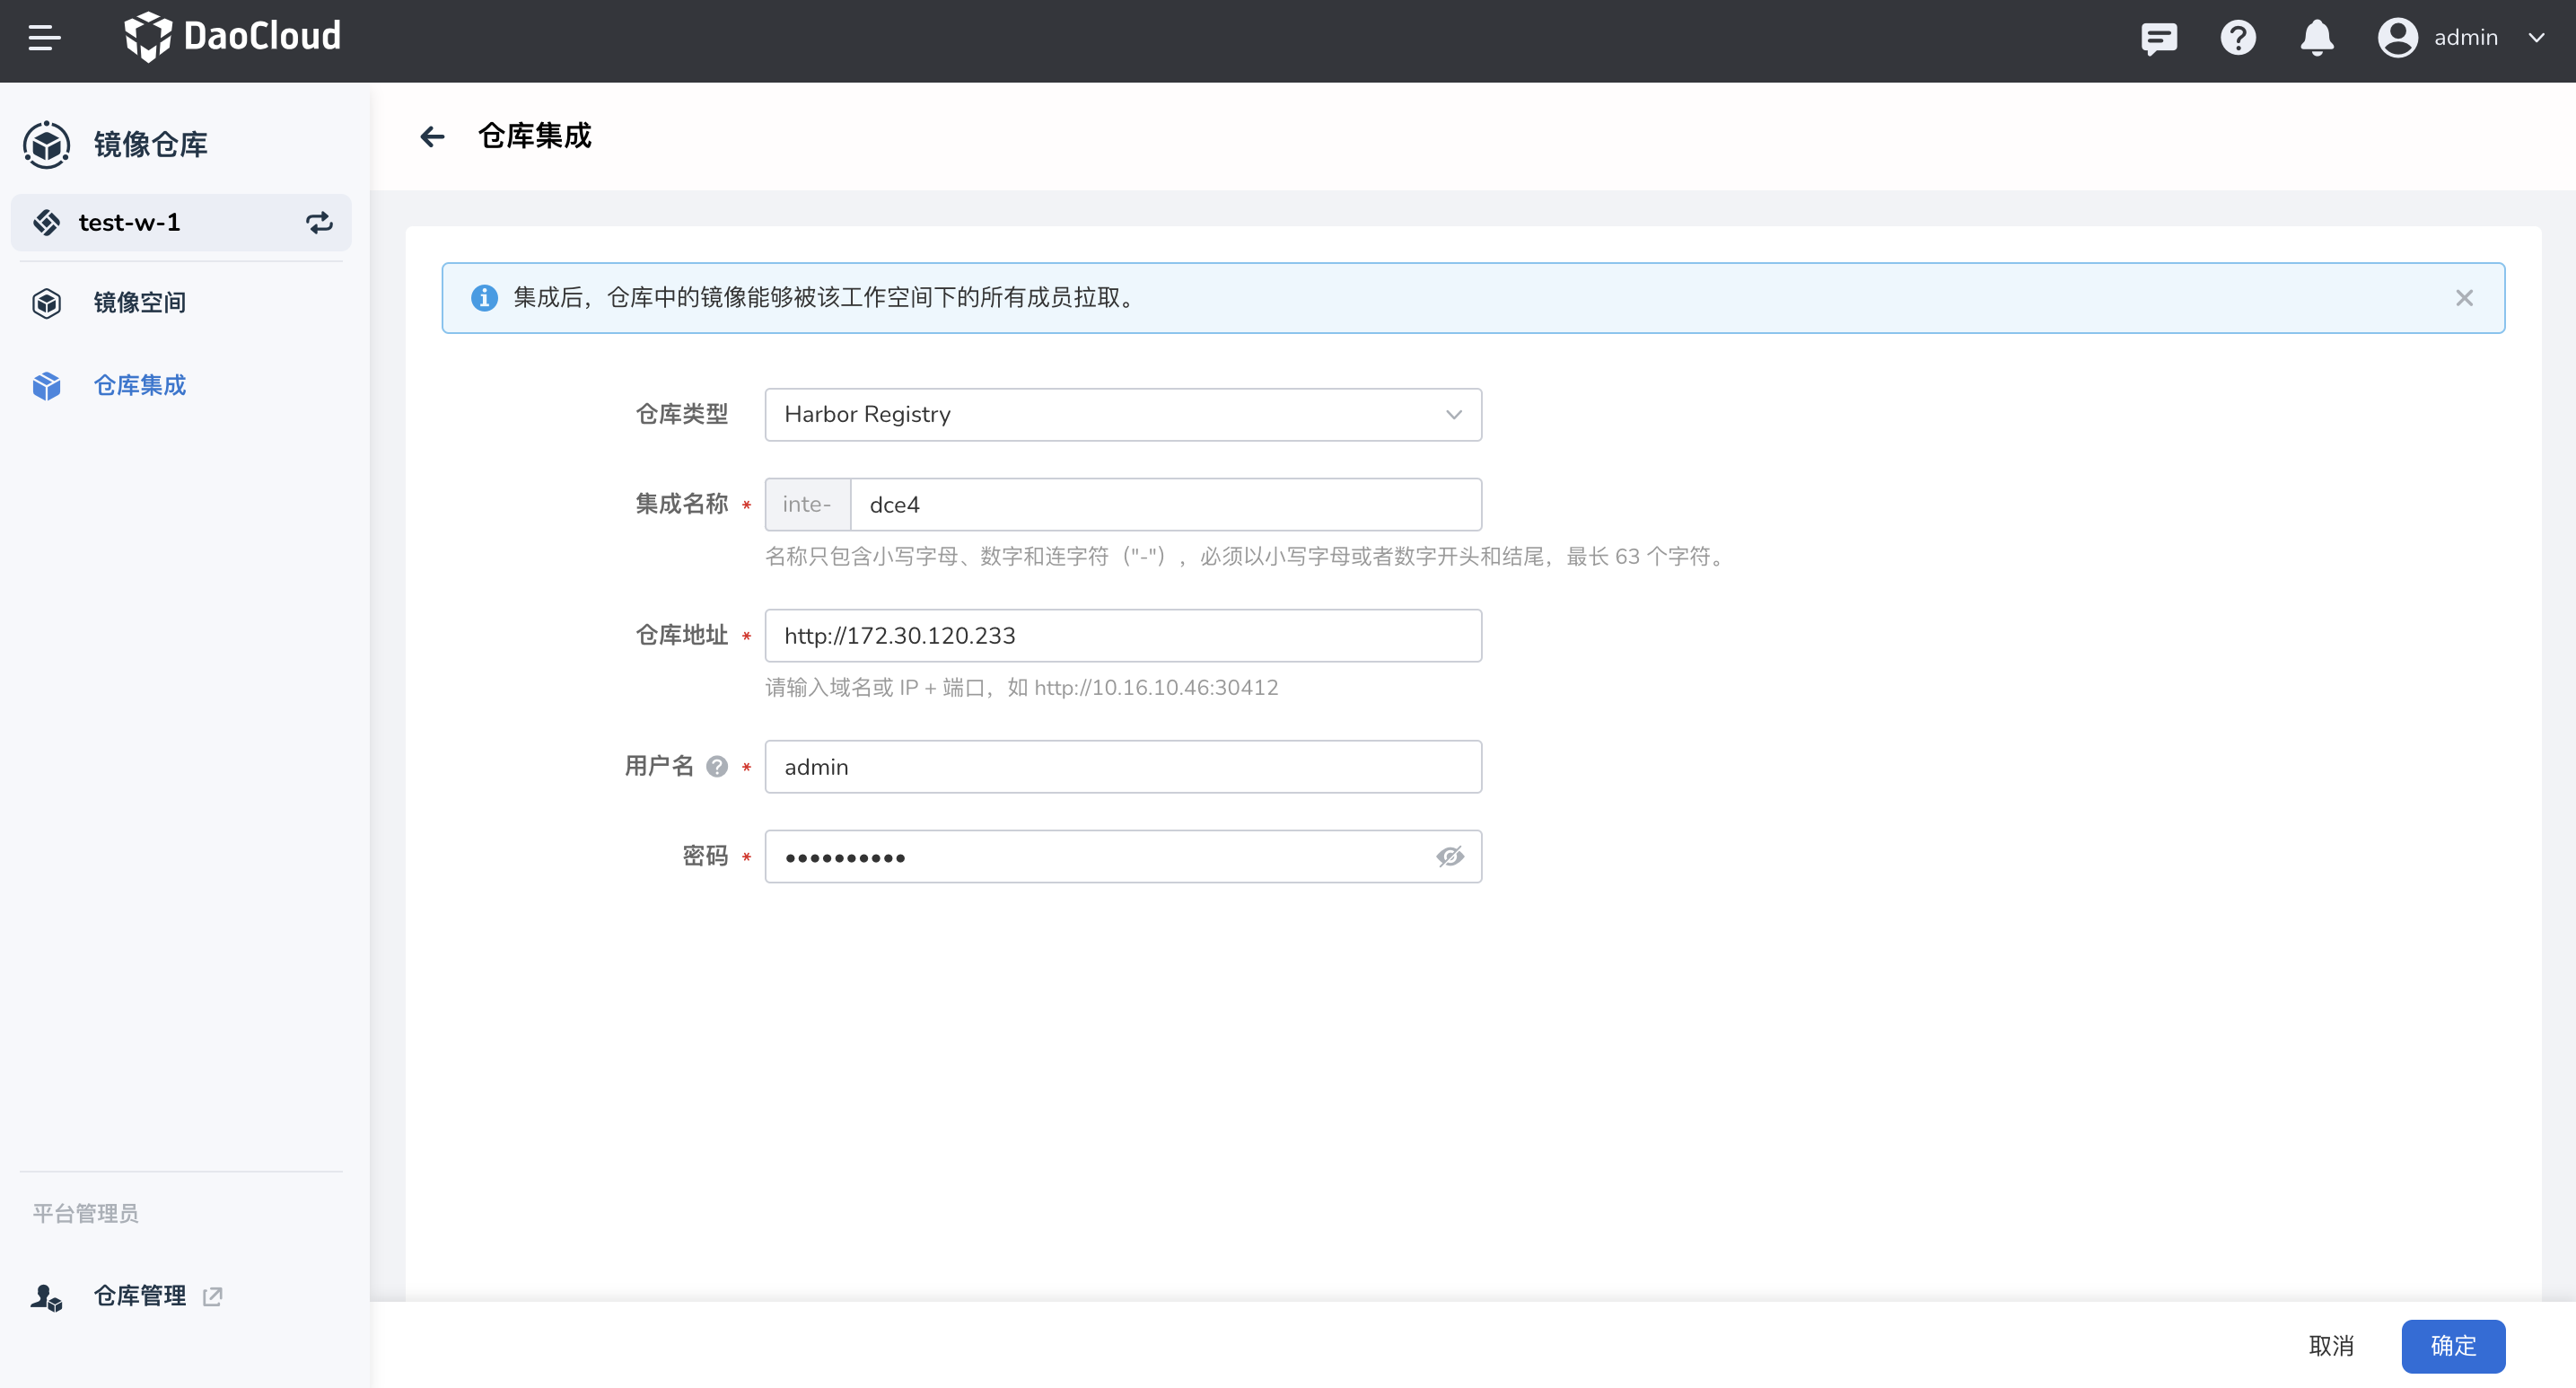 DaoCloud
admin
镜像仓库
test-w-1
镜像空间
仓库集成
平台管理员
仓库管理
仓库集成
集成后，仓库中的镜像能够被该工作空间下的所有成员拉取。
仓库类型 Harbor Registry
集成名称 * inte- dce4
名称只包含小写字母、数字和连字符（"-"），必须以小写字母或者数字开头和结尾，最长 63 个字符。
仓库地址 * http://172.30.120.233
请输入域名或 IP + 端口，如 http://10.16.10.46:30412
用户名 * admin
密码 * ••••••••••
取消 确定